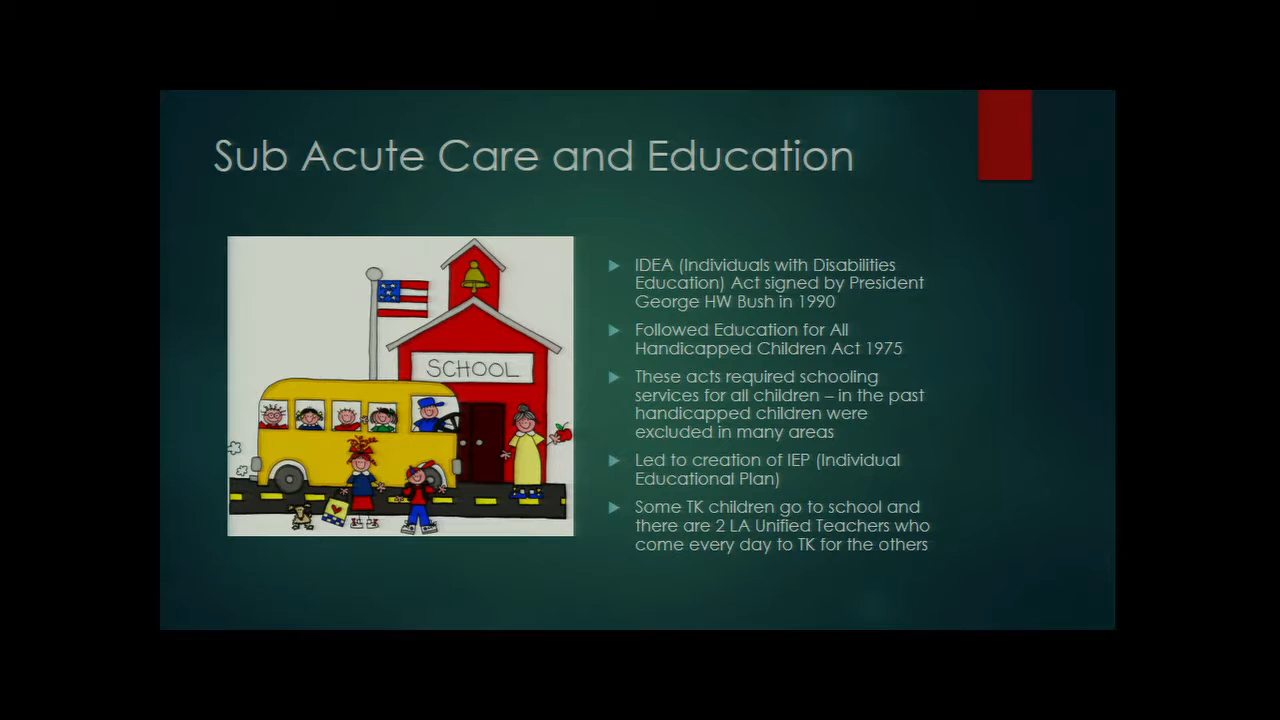 Sub Acute Care and Education
SCHOOL
IDEA (Individuals with Disabilities
Education) Act signed by President
George HW Bush in 1990
Followed Education for All
Handicapped Children Act 1975
These acts required schooling
services for all children – in the past
handicapped children were
excluded in many areas
Led to creation of IEP (Individual
Educational Plan)
Some TK children go to school and
there are 2 LA Unified Teachers who
come every day to TK for the others